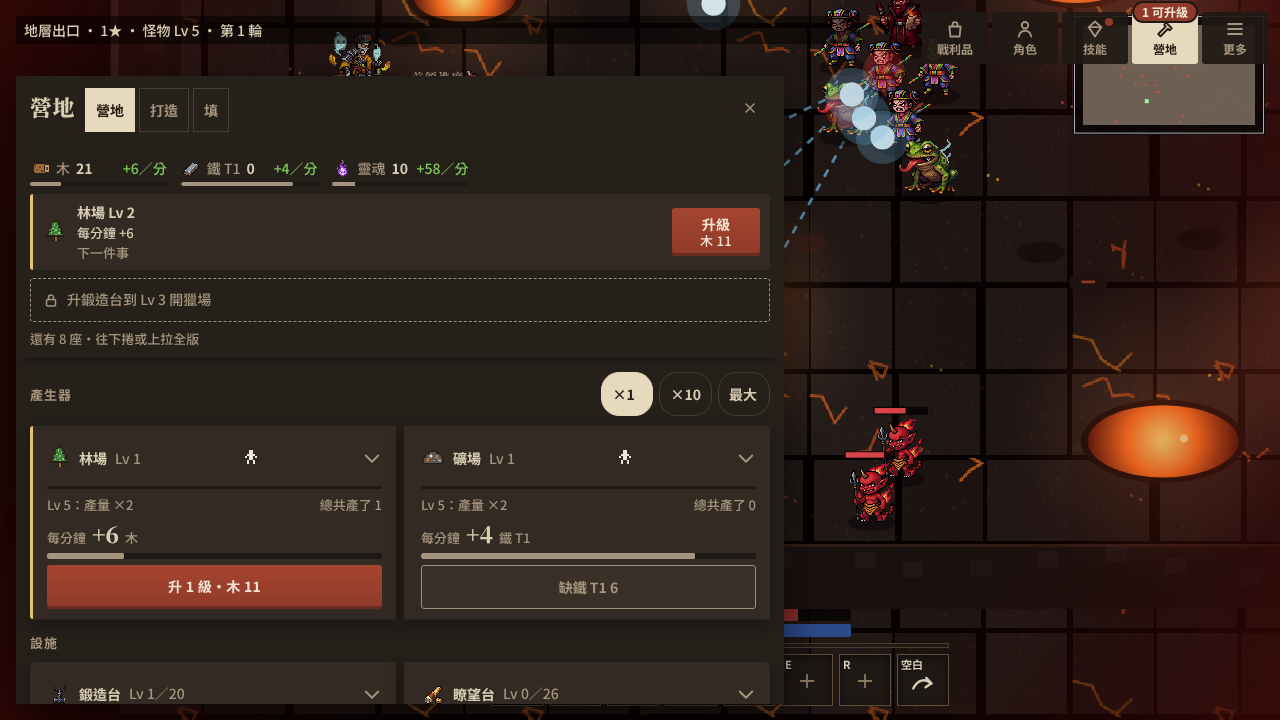 地層出口・1★・怪物 Lv 5・第 1 輪
1 可升級
戰利品
角色
技能
營地
更多
營地
營地
打造
填
×
木 21 +6／分
鐵 T1 0 +4／分
靈魂 10 +58／分
林場 Lv 2
每分鐘 +6
下一件事
升級
木 11
升鍛造台到 Lv 3 開獵場
還有 8 座・往下捲或上拉全版
產生器
×1
×10
最大
林場 Lv 1
Lv 5：產量 ×2
總共產了 1
每分鐘 +6 木
升 1 級・木 11
礦場 Lv 1
Lv 5：產量 ×2
總共產了 0
每分鐘 +4 鐵 T1
缺鐵 T1 6
設施
鍛造台 Lv 1／20
瞭望台 Lv 0／26
E
R
空白